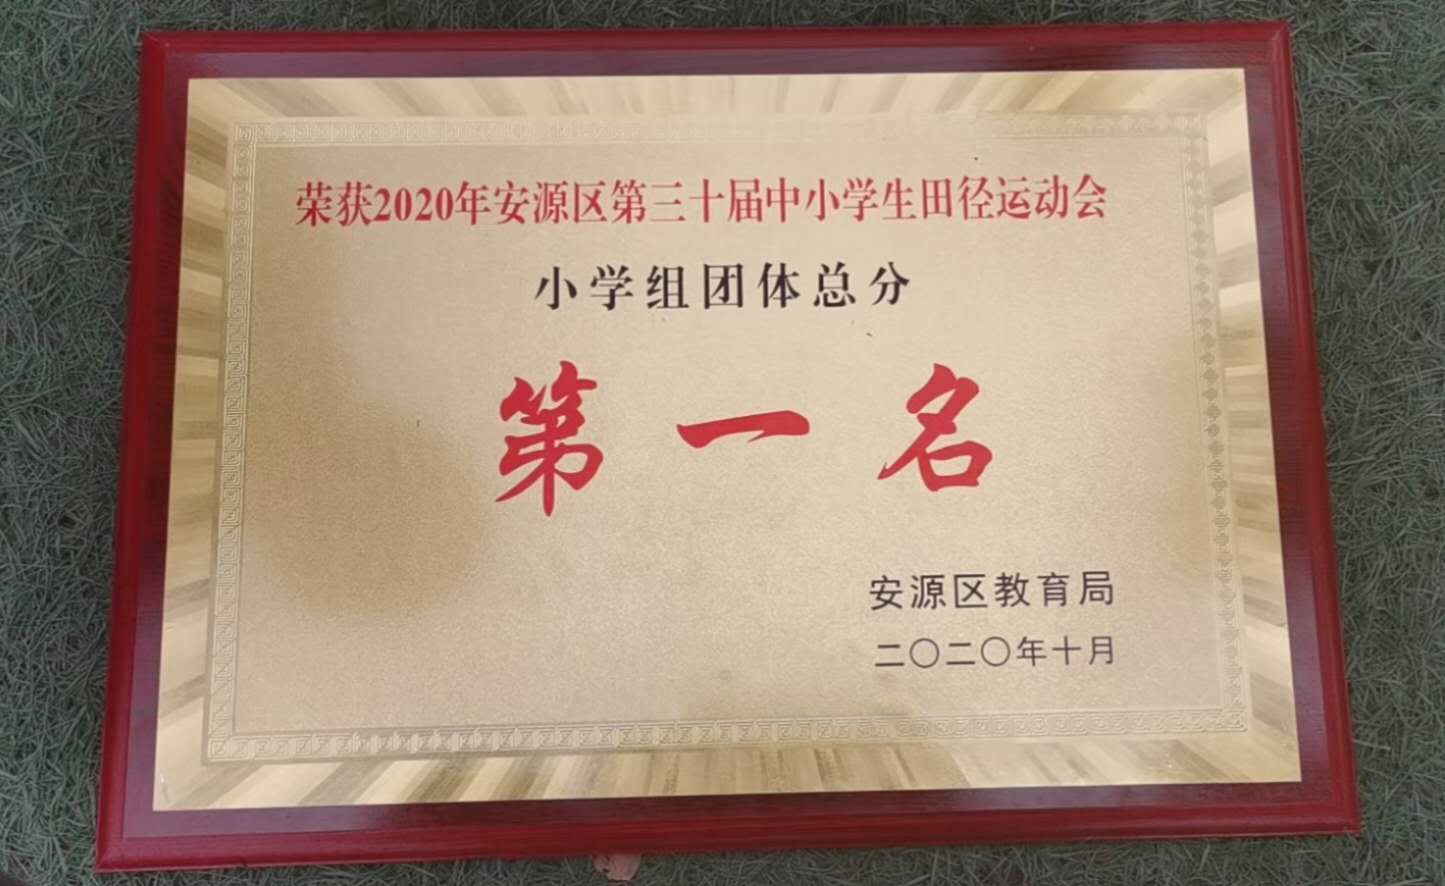 荣获2020年安源区第三十届中小学生田径运动会
小学组团体总分
第一名
安源区教育局
二〇二〇年十月